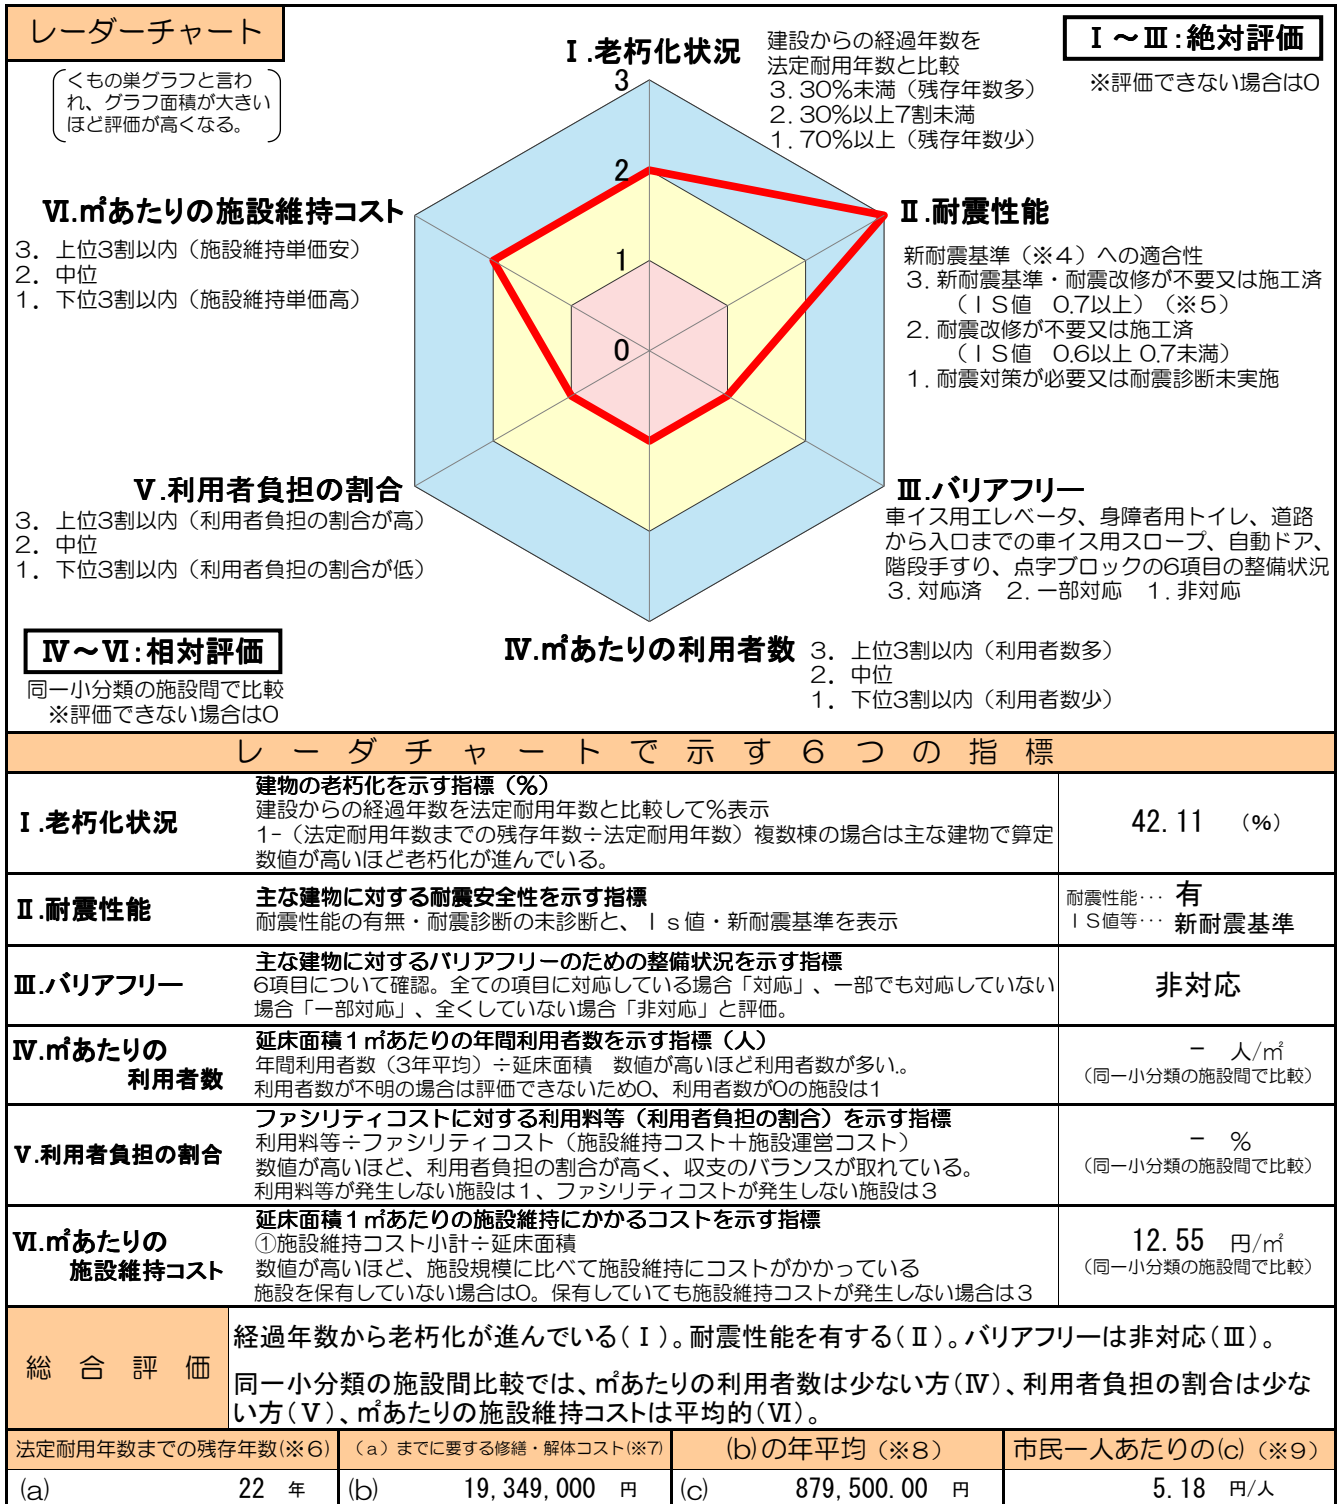 レーダーチャート
くもの巣グラフと言わ
れ、グラフ面積が大きい
ほど評価が高くなる。
Ⅰ～Ⅲ：絶対評価
※評価できない場合は0
Ⅰ.老朽化状況
建設からの経過年数を
法定耐用年数と比較
3. 30％未満（残存年数多）
2. 30％以上7割未満
1. 70％以上（残存年数少）
3
2
1
0
Ⅵ.㎡あたりの施設維持コスト
3. 上位3割以内（施設維持単価安）
2. 中位
1. 下位3割以内（施設維持単価高）
Ⅱ.耐震性能
新耐震基準（※4）への適合性
3. 新耐震基準・耐震改修が不要又は施工済
（ＩＳ値 0.7以上）（※5）
2. 耐震改修が不要又は施工済
（ＩＳ値 0.6以上 0.7未満）
1. 耐震対策が必要又は耐震診断未実施
Ⅴ.利用者負担の割合
3. 上位3割以内（利用者負担の割合が高）
2. 中位
1. 下位3割以内（利用者負担の割合が低）
Ⅲ.バリアフリー
車イス用エレベータ、身障者用トイレ、道路
から入口までの車イス用スロープ、自動ドア、
階段手すり、点字ブロックの6項目の整備状況
3. 対応済 2. 一部対応 1. 非対応
Ⅳ～Ⅵ：相対評価
同一小分類の施設間で比較
※評価できない場合は0
Ⅳ.㎡あたりの利用者数
3. 上位3割以内（利用者数多）
2. 中位
1. 下位3割以内（利用者数少）
レーダチャートで示す6つの指標
Ⅰ.老朽化状況
建物の老朽化を示す指標（％）
建設からの経過年数を法定耐用年数と比較して％表示
1-（法定耐用年数までの残存年数÷法定耐用年数）複数棟の場合は主な建物で算定
数値が高いほど老朽化が進んでいる。
42.11 （％）
Ⅱ.耐震性能
主な建物に対する耐震安全性を示す指標
耐震性能の有無・耐震診断の未診断と、Ｉｓ値・新耐震基準を表示
耐震性能… 有
ＩＳ値等… 新耐震基準
Ⅲ.バリアフリー
主な建物に対するバリアフリーのための整備状況を示す指標
6項目について確認。全ての項目に対応している場合「対応」、一部でも対応していない
場合「一部対応」、全くしていない場合「非対応」と評価。
非対応
Ⅳ.㎡あたりの
利用者数
延床面積1㎡あたりの年間利用者数を示す指標（人）
年間利用者数（3年平均）÷延床面積 数値が高いほど利用者数が多い。
利用者数が不明の場合は評価できないため0、利用者数が0の施設は1
－ 人/㎡
（同一小分類の施設間で比較）
Ⅴ.利用者負担の割合
ファシリティコストに対する利用料等（利用者負担の割合）を示す指標
利用料等÷ファシリティコスト（施設維持コスト＋施設運営コスト）
数値が高いほど、利用者負担の割合が高く、収支のバランスが取れている。
利用料等が発生しない施設は1、ファシリティコストが発生しない施設は3
－ ％
（同一小分類の施設間で比較）
Ⅵ.㎡あたりの
施設維持コスト
延床面積1㎡あたりの施設維持にかかるコストを示す指標
①施設維持コスト小計÷延床面積
数値が高いほど、施設規模に比べて施設維持にコストがかかっている
施設を保有していない場合は0。保有していても施設維持コストが発生しない場合は3
12.55 円/㎡
（同一小分類の施設間で比較）
総合評価
経過年数から老朽化が進んでいる（Ⅰ）。耐震性能を有する（Ⅱ）。バリアフリーは非対応（Ⅲ）。
同一小分類の施設間比較では、㎡あたりの利用者数は少ない方（Ⅳ）、利用者負担の割合は少な
い方（Ⅴ）、㎡あたりの施設維持コストは平均的（Ⅵ）。
法定耐用年数までの残存年数（※6）
（a）までに要する修繕・解体コスト（※7）
(b)の年平均（※8）
市民一人あたりの(c)（※9）
(a) 22 年
(b) 19,349,000 円
(c) 879,500.00 円
5.18 円/人